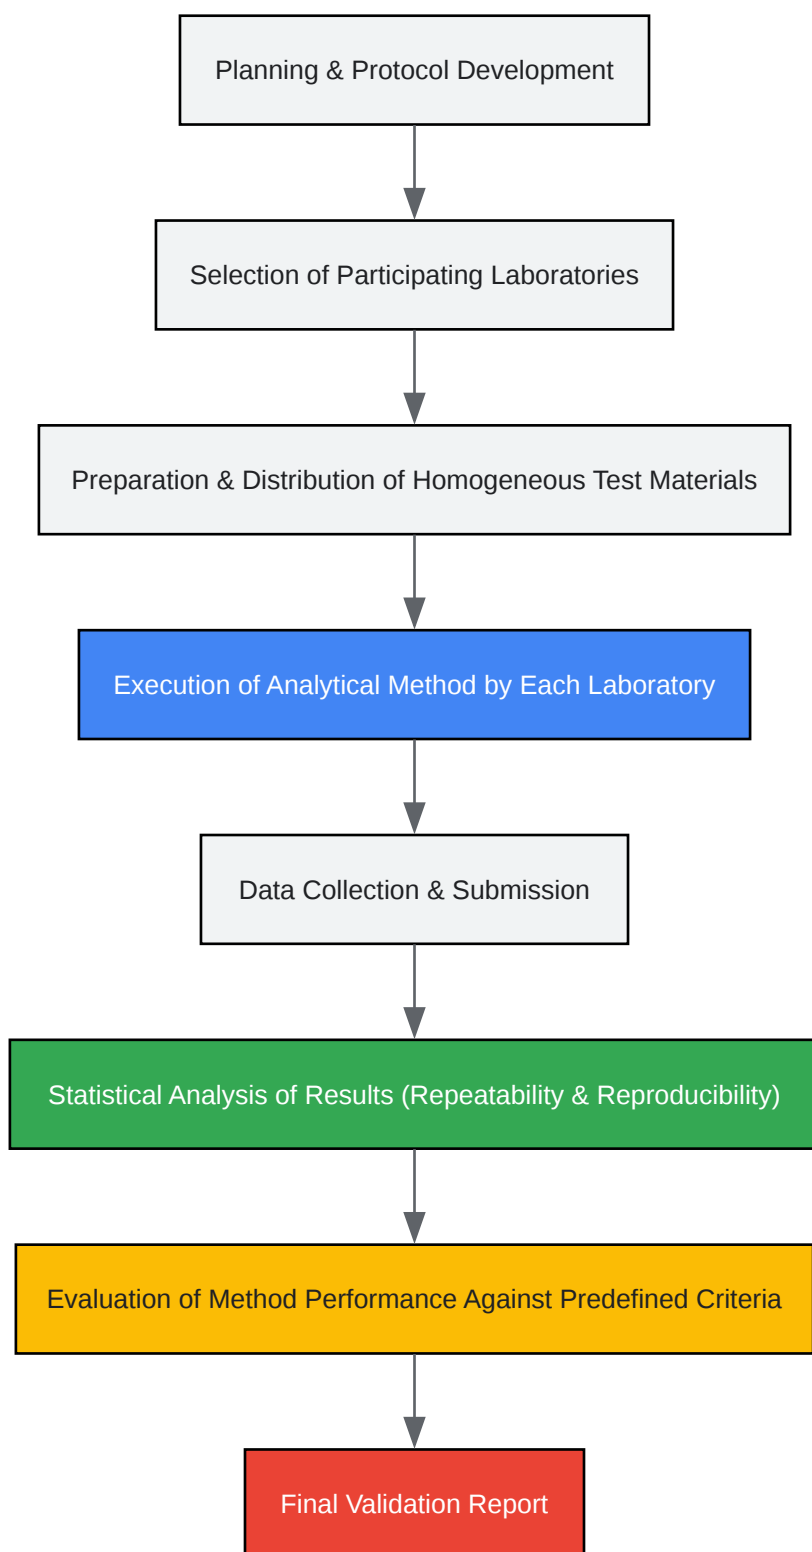 Planning & Protocol Development
Selection of Participating Laboratories
Preparation & Distribution of Homogeneous Test Materials
Execution of Analytical Method by Each Laboratory
Data Collection & Submission
Statistical Analysis of Results (Repeatability & Reproducibility)
Evaluation of Method Performance Against Predefined Criteria
Final Validation Report